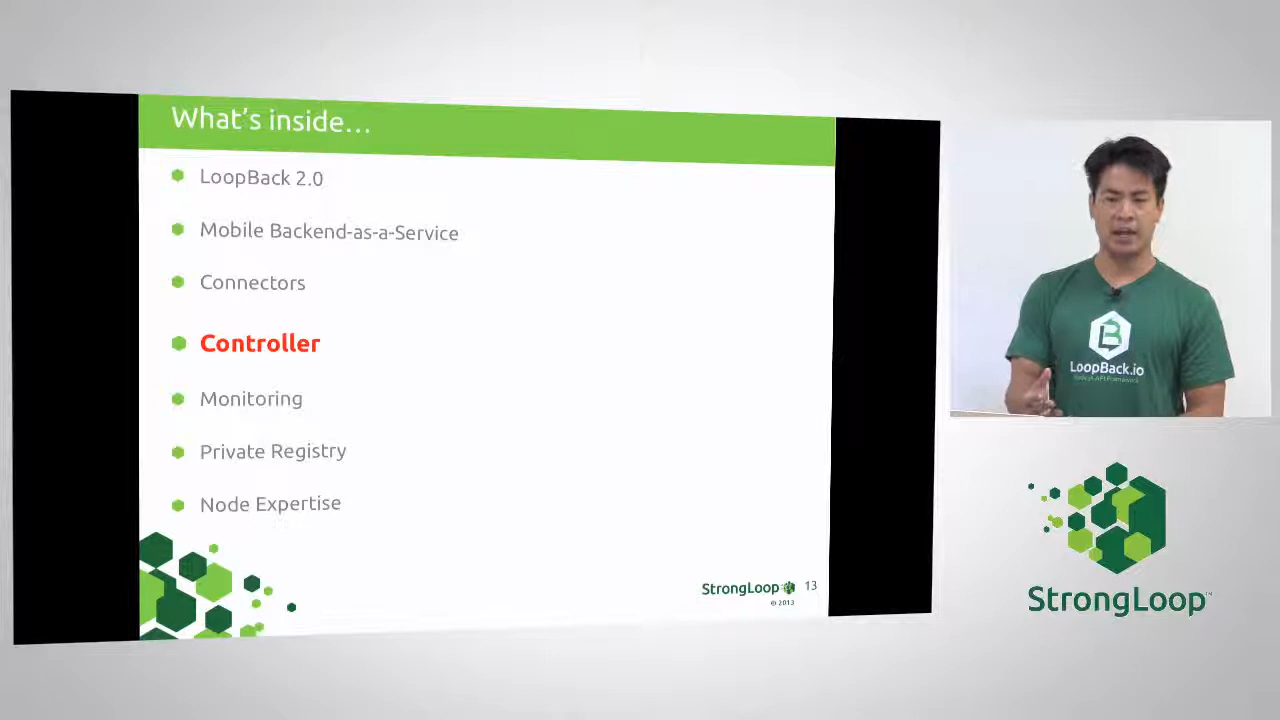 What's inside...
LoopBack 2.0
Mobile Backend-as-a-Service
Connectors
Controller
Monitoring
Private Registry
Node Expertise
StrongLoop 13
© 2013
LoopBack.io
StrongLoop™